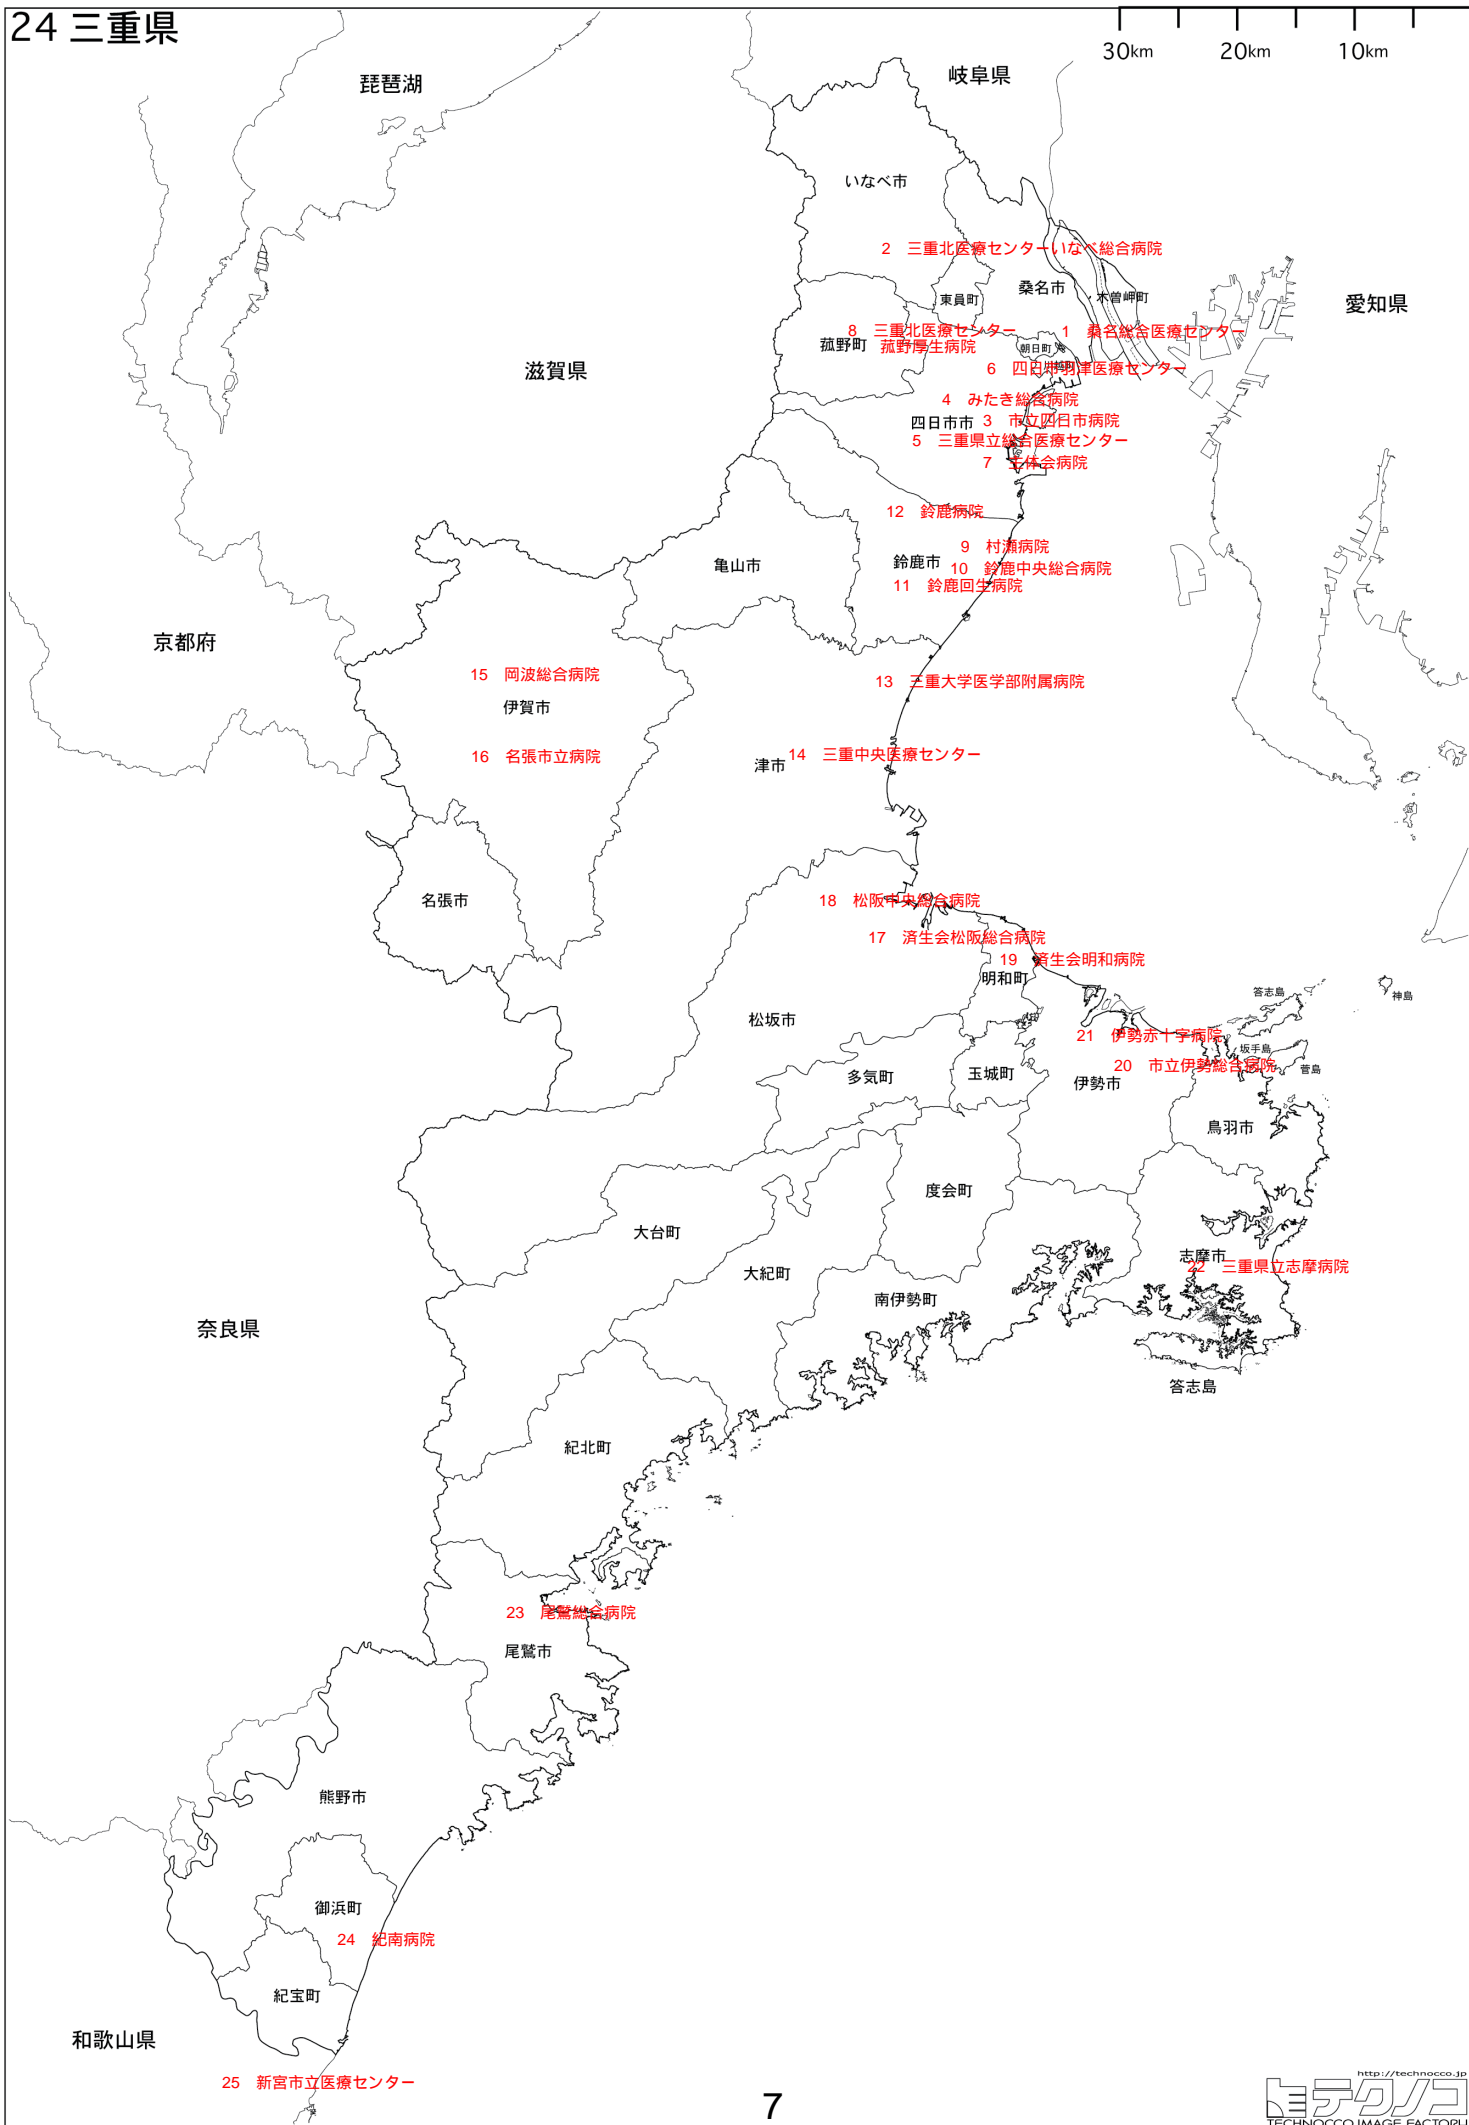 24 三重県
30km 20km 10km
岐阜県
琵琶湖
いなべ市
2 三重北医療センターいなべ総合病院
桑名市
東員町
木曽岬町
愛知県
8 三重北医療センター
菰野厚生病院
1 桑名総合医療センター
菰野町
朝日町
6 四日市羽津医療センター
滋賀県
4 みたき総合病院
四日市市
3 市立四日市病院
5 三重県立総合医療センター
7 主体会病院
12 鈴鹿病院
9 村瀬病院
鈴鹿市
亀山市
10 鈴鹿中央総合病院
11 鈴鹿回生病院
京都府
15 岡波総合病院
13 三重大学医学部附属病院
伊賀市
16 名張市立病院
14 三重中央医療センター
津市
名張市
18 松阪中央総合病院
17 済生会松阪総合病院
19 済生会明和病院
明和町
答志島
神島
松坂市
21 伊勢赤十字病院
坂手島
20 市立伊勢総合病院
菅島
多気町
玉城町
伊勢市
鳥羽市
度会町
大台町
志摩市
22 三重県立志摩病院
大紀町
南伊勢町
奈良県
答志島
紀北町
23 尾鷲総合病院
尾鷲市
熊野市
御浜町
24 紀南病院
紀宝町
和歌山県
25 新宮市立医療センター
7
http://technocco.jp
テクノコ
TECHNOCCO IMAGE FACTORY